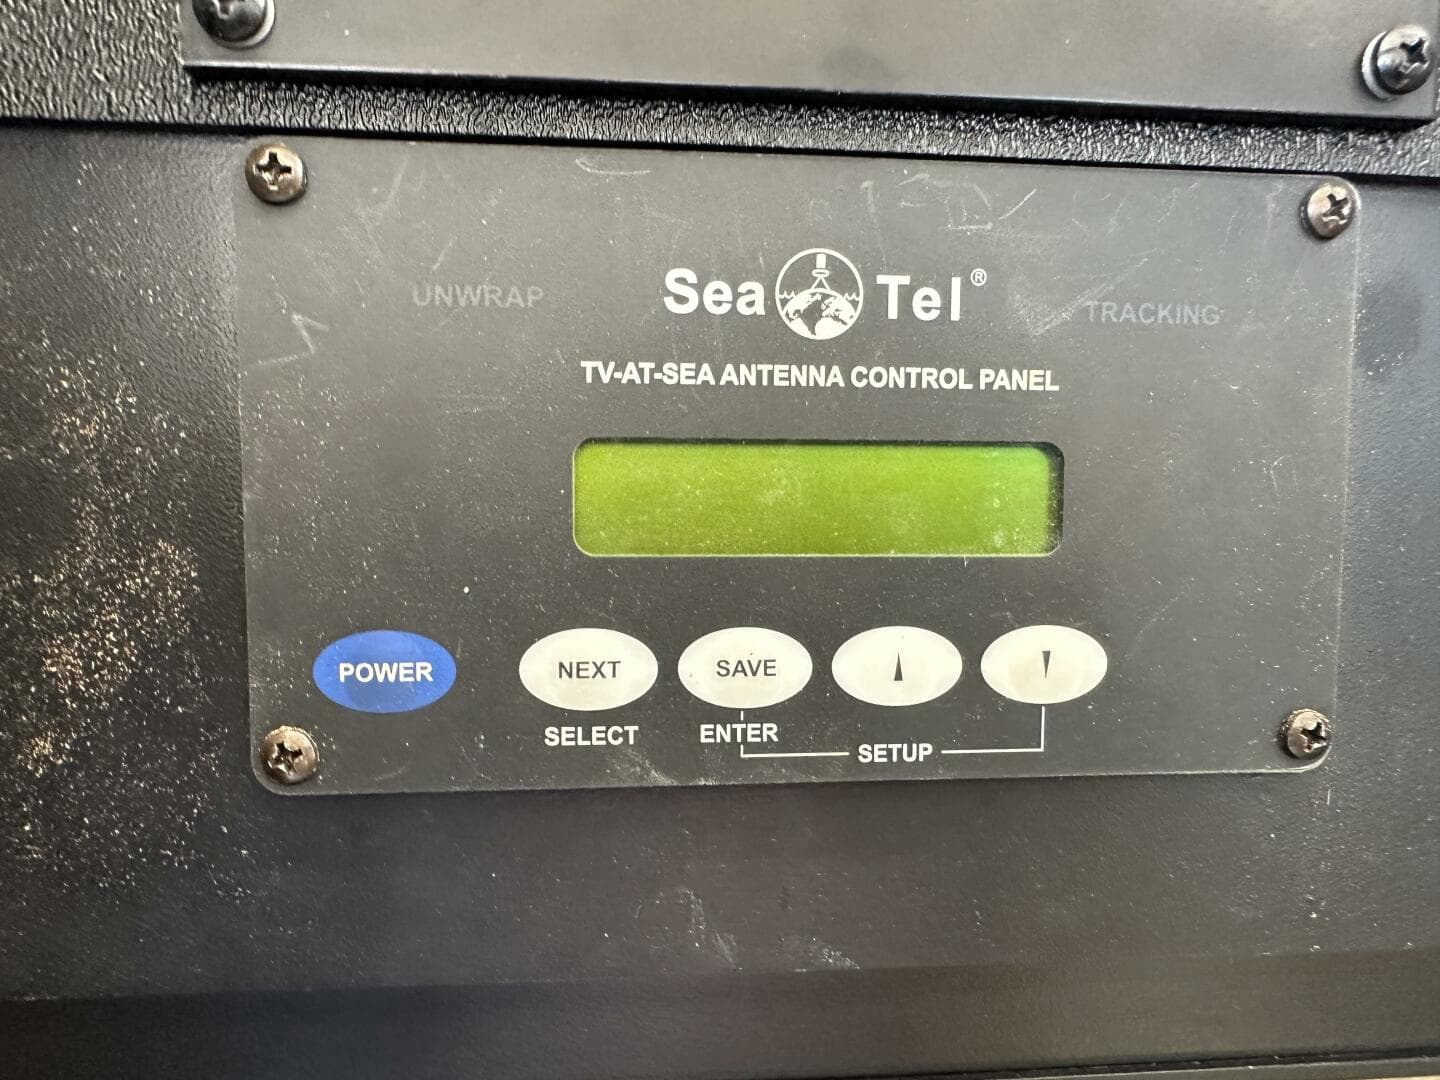 UNWRAP
Sea Tel®
TRACKING
TV-AT-SEA ANTENNA CONTROL PANEL
POWER
NEXT
SAVE
SELECT
ENTER
SETUP